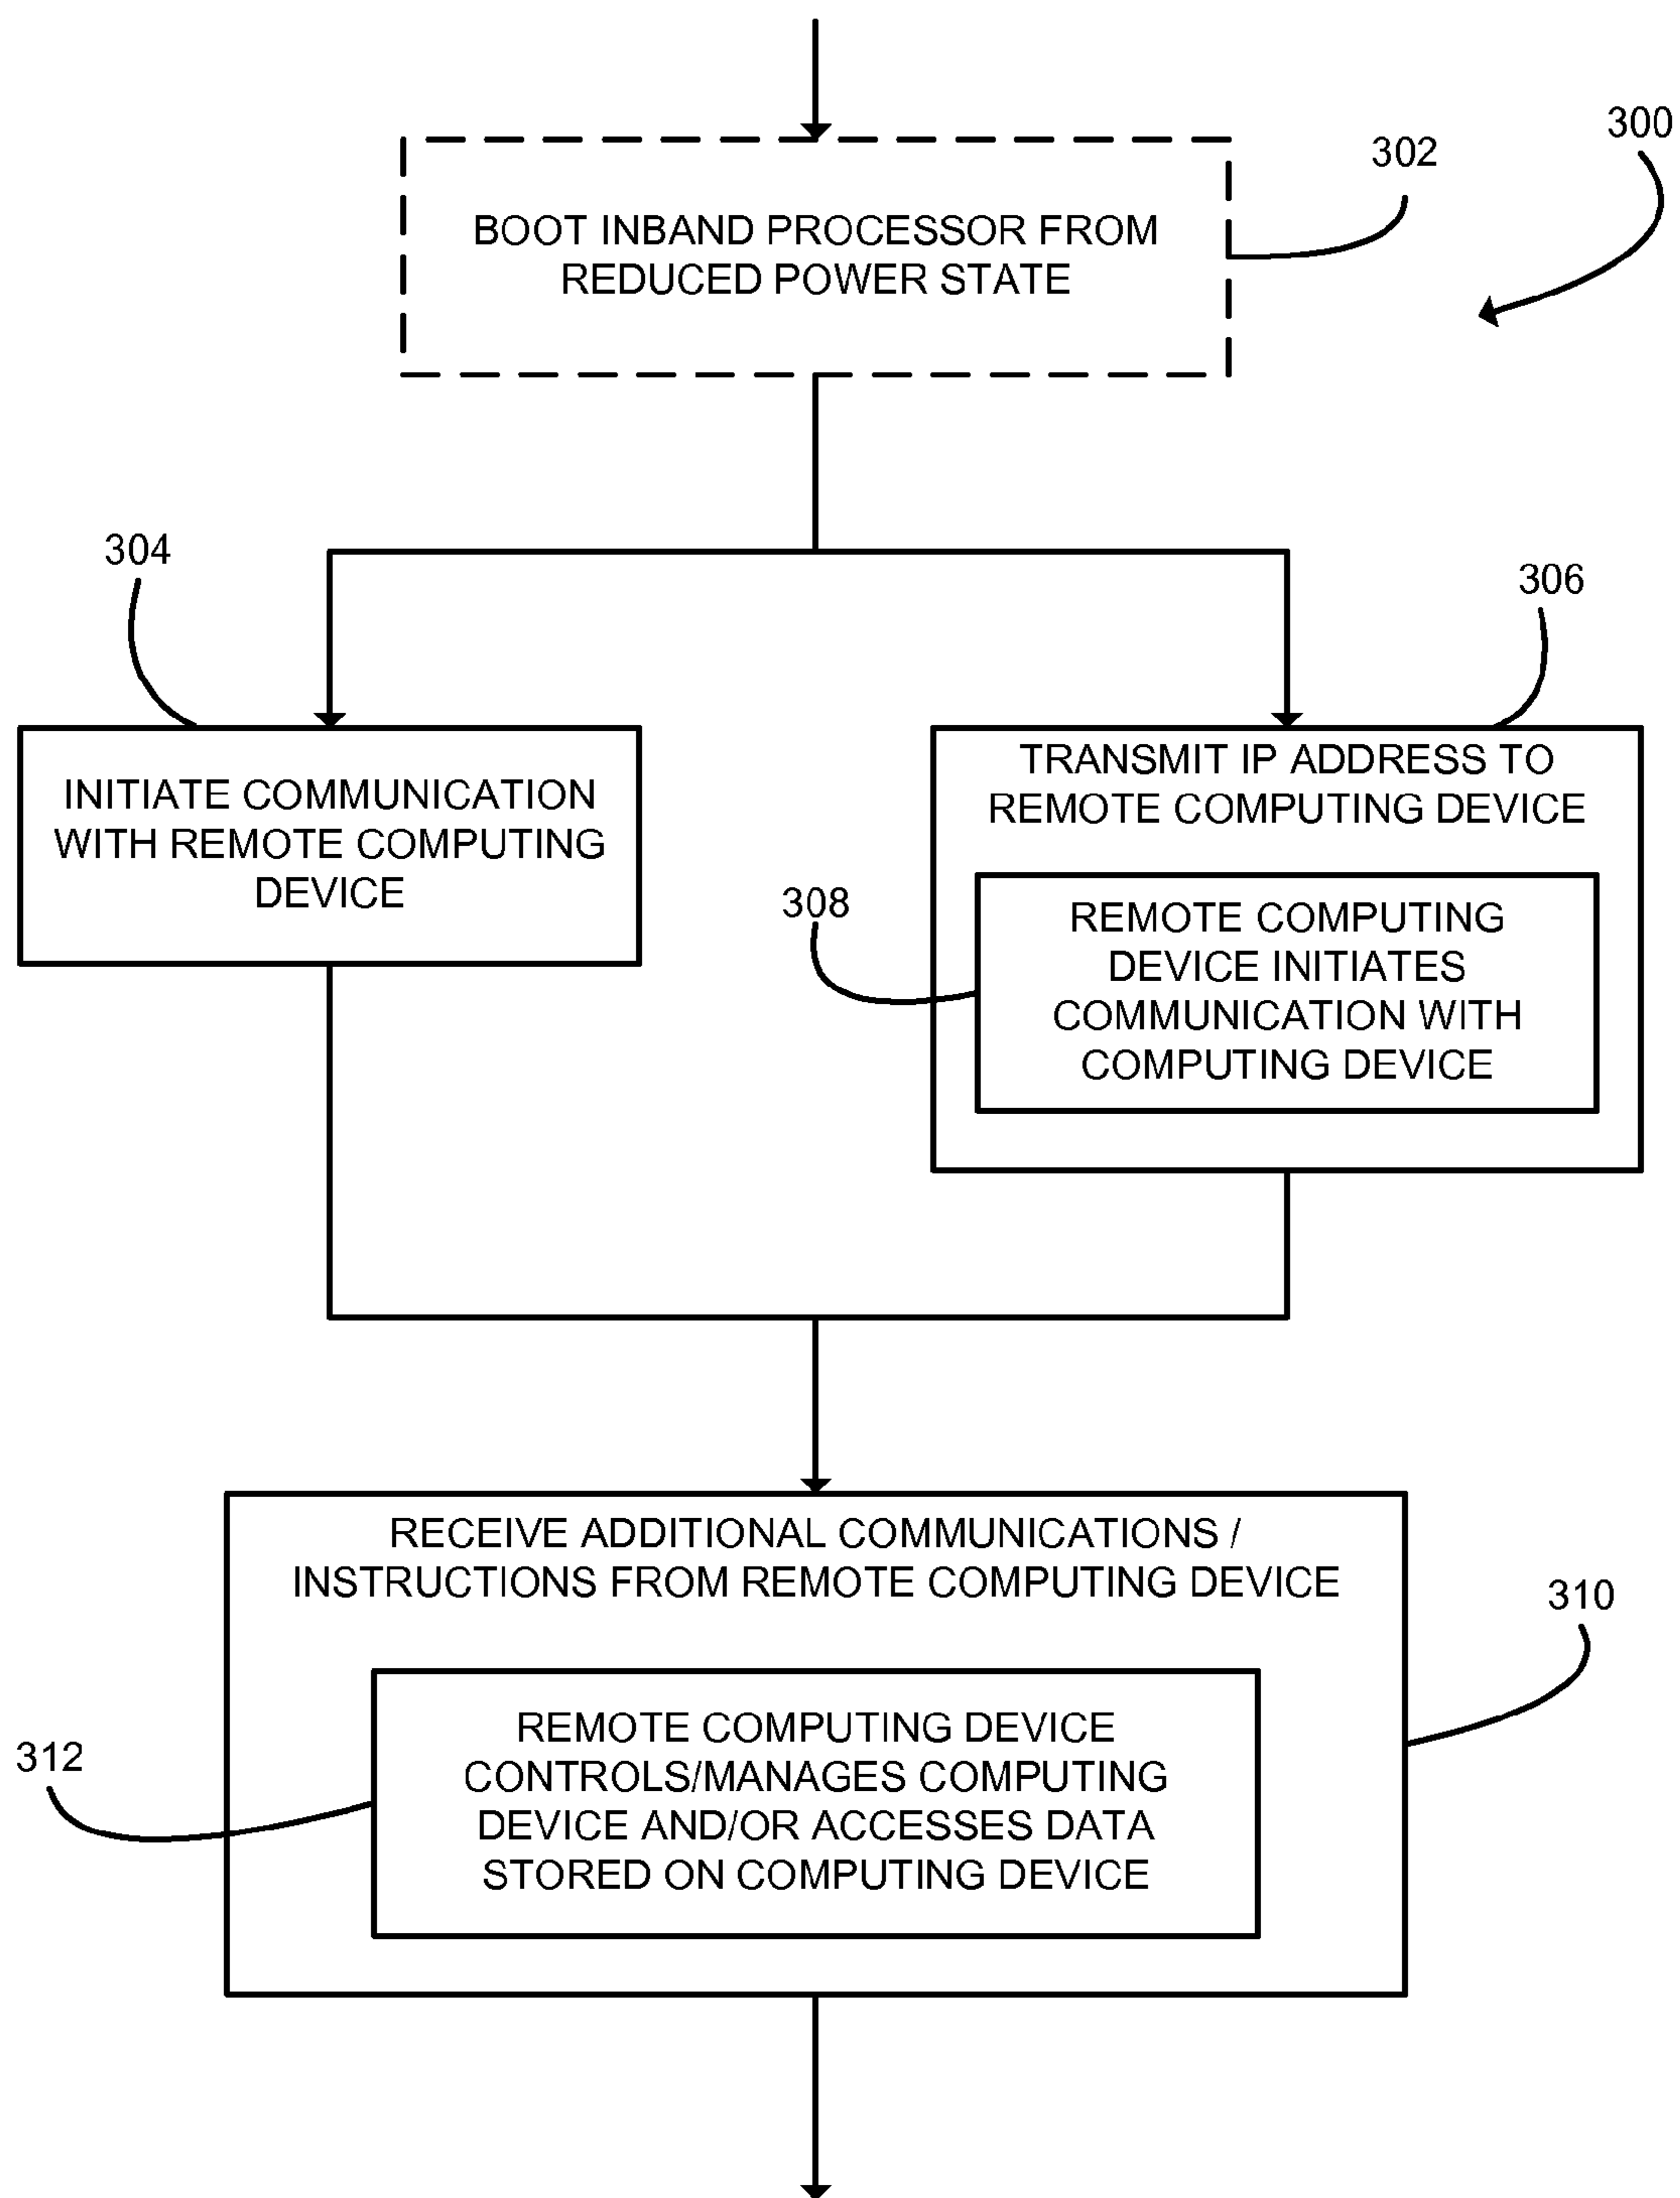 300
302
BOOT INBAND PROCESSOR FROM
REDUCED POWER STATE
304
306
INITIATE COMMUNICATION
WITH REMOTE COMPUTING
DEVICE
TRANSMIT IP ADDRESS TO
REMOTE COMPUTING DEVICE
308
REMOTE COMPUTING
DEVICE INITIATES
COMMUNICATION WITH
COMPUTING DEVICE
RECEIVE ADDITIONAL COMMUNICATIONS /
INSTRUCTIONS FROM REMOTE COMPUTING DEVICE
310
312
REMOTE COMPUTING DEVICE
CONTROLS/MANAGES COMPUTING
DEVICE AND/OR ACCESSES DATA
STORED ON COMPUTING DEVICE